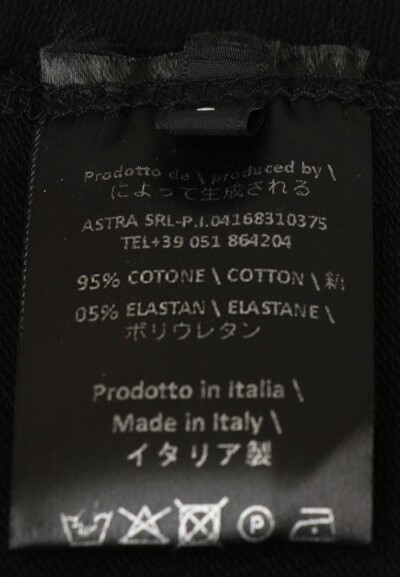 Prodotto da \ produced by \
によって生成される
ASTRA SRL-P.I.04168310375
TEL+39 051 864204
95% COTONE \ COTTON \ 綿
05% ELASTAN \ ELASTANE \
ポリウレタン
Prodotto in Italia \
Made in Italy \
イタリア製
P